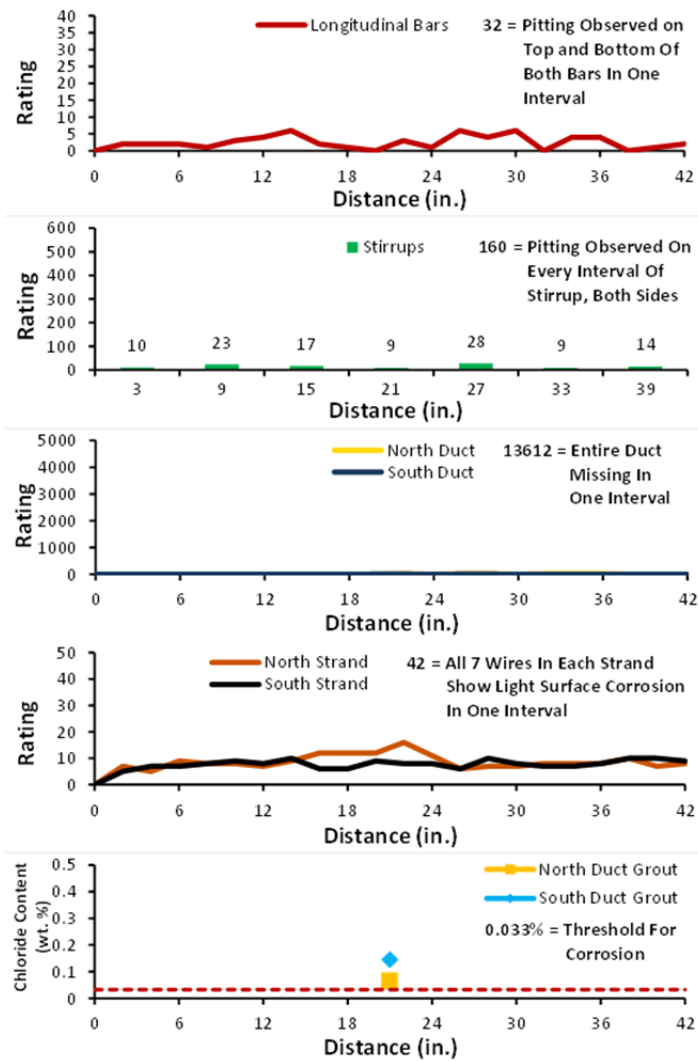 40
35
30
25
20
15
10
5
0
Rating
Longitudinal Bars
32 = Pitting Observed on
Top and Bottom Of
Both Bars In One
Interval
0 6 12 18 24 30 36 42
Distance (in.)
600
500
400
300
200
100
0
Rating
Stirrups
160 = Pitting Observed On
Every Interval Of
Stirrup, Both Sides
10 23 17 9 28 9 14
3 9 15 21 27 33 39
Distance (in.)
5000
4000
3000
2000
1000
0
Rating
North Duct
South Duct
13612 = Entire Duct
Missing In
One Interval
0 6 12 18 24 30 36 42
Distance (in.)
50
40
30
20
10
0
Rating
North Strand
South Strand
42 = All 7 Wires In Each Strand
Show Light Surface Corrosion
In One Interval
0 6 12 18 24 30 36 42
Distance (in.)
0.5
0.4
0.3
0.2
0.1
0
Chloride Content
(wt. %)
North Duct Grout
South Duct Grout
0.033% = Threshold For
Corrosion
0 6 12 18 24 30 36 42
Distance (in.)